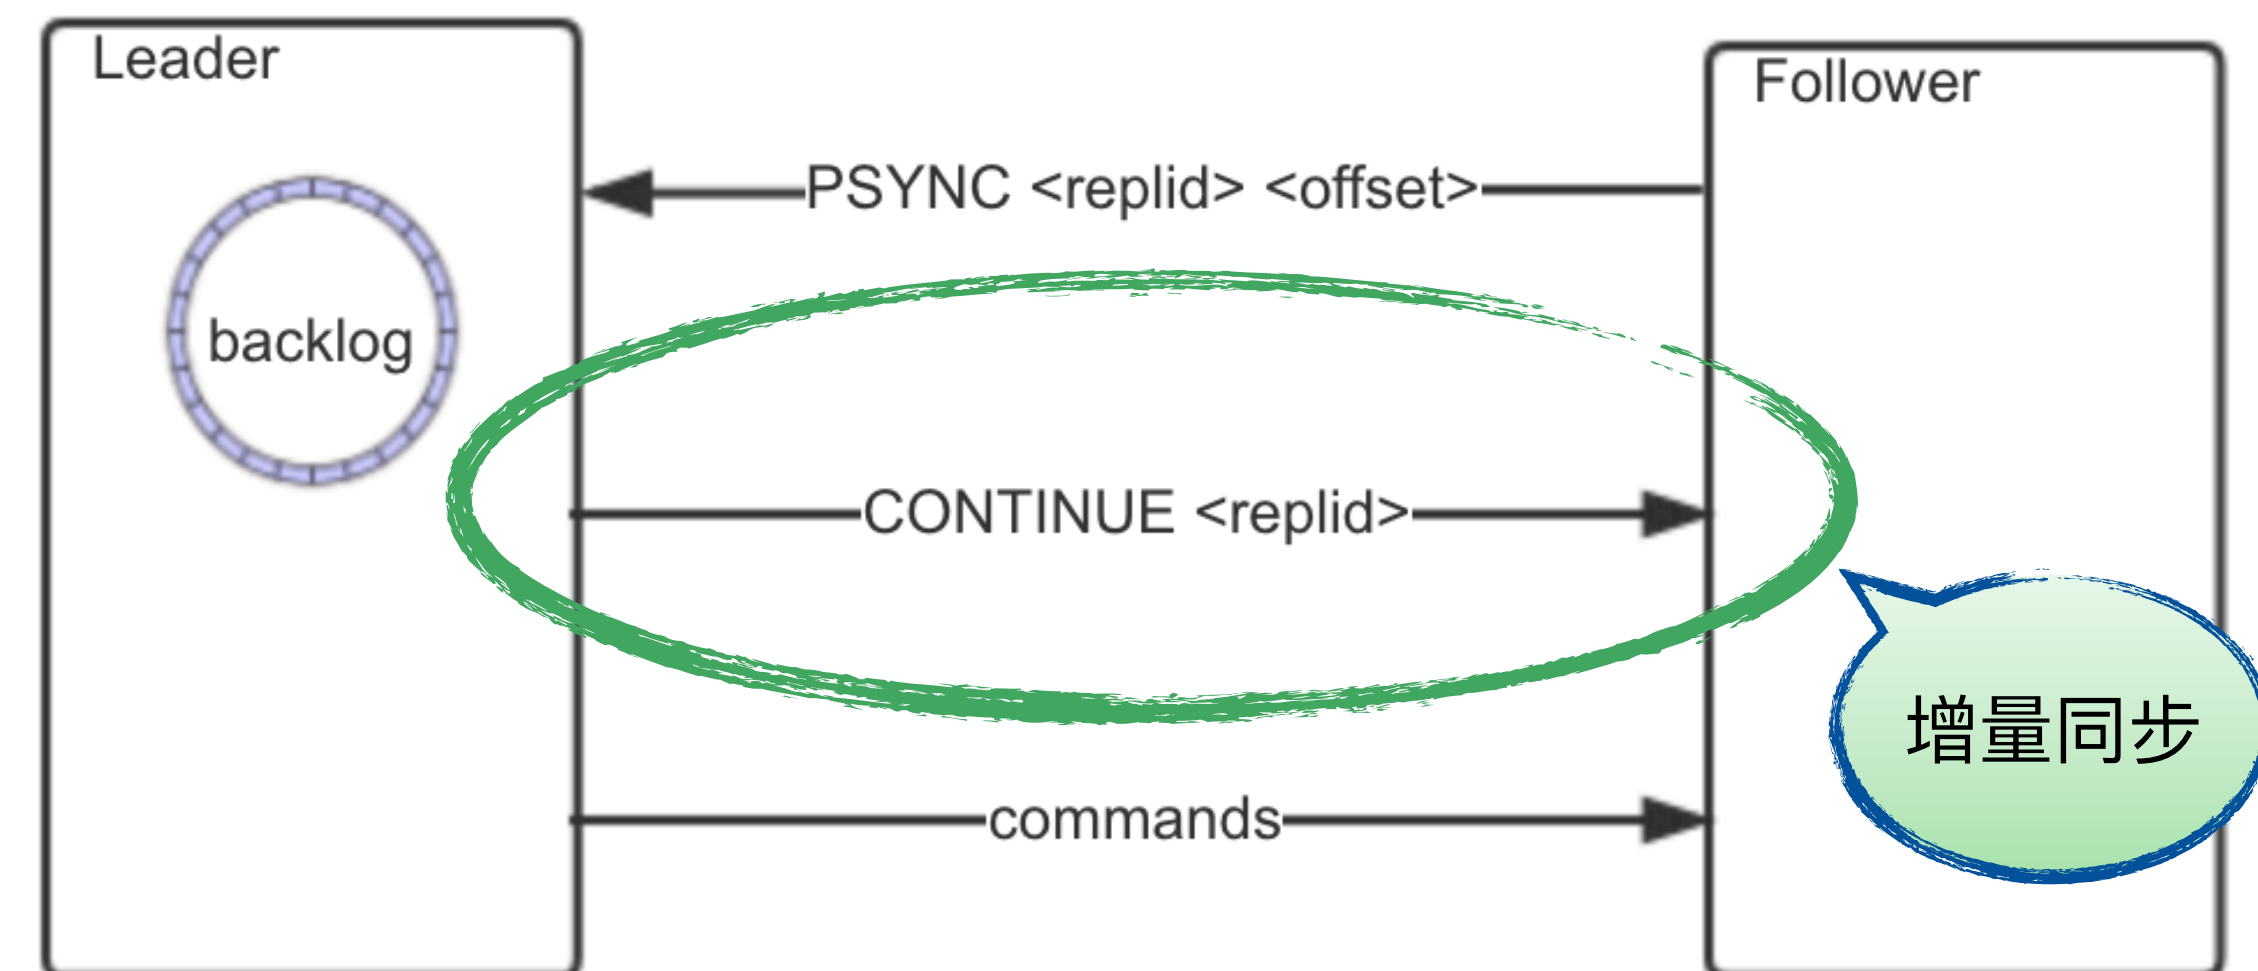 Leader
Follower
PSYNC <replid> <offset>
backlog
CONTINUE <replid>
增量同步
commands